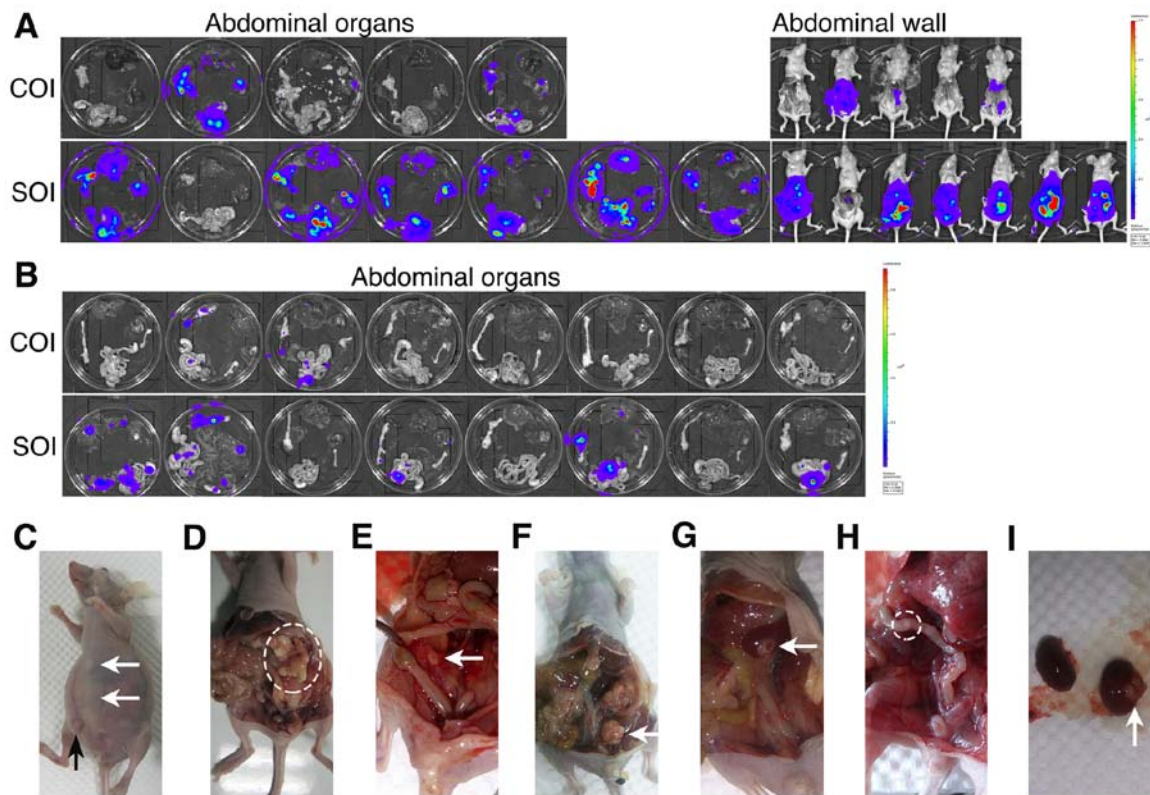 A Abdominal organs Abdominal wall
COI
SOI
B Abdominal organs
COI
SOI
C D E F G H I